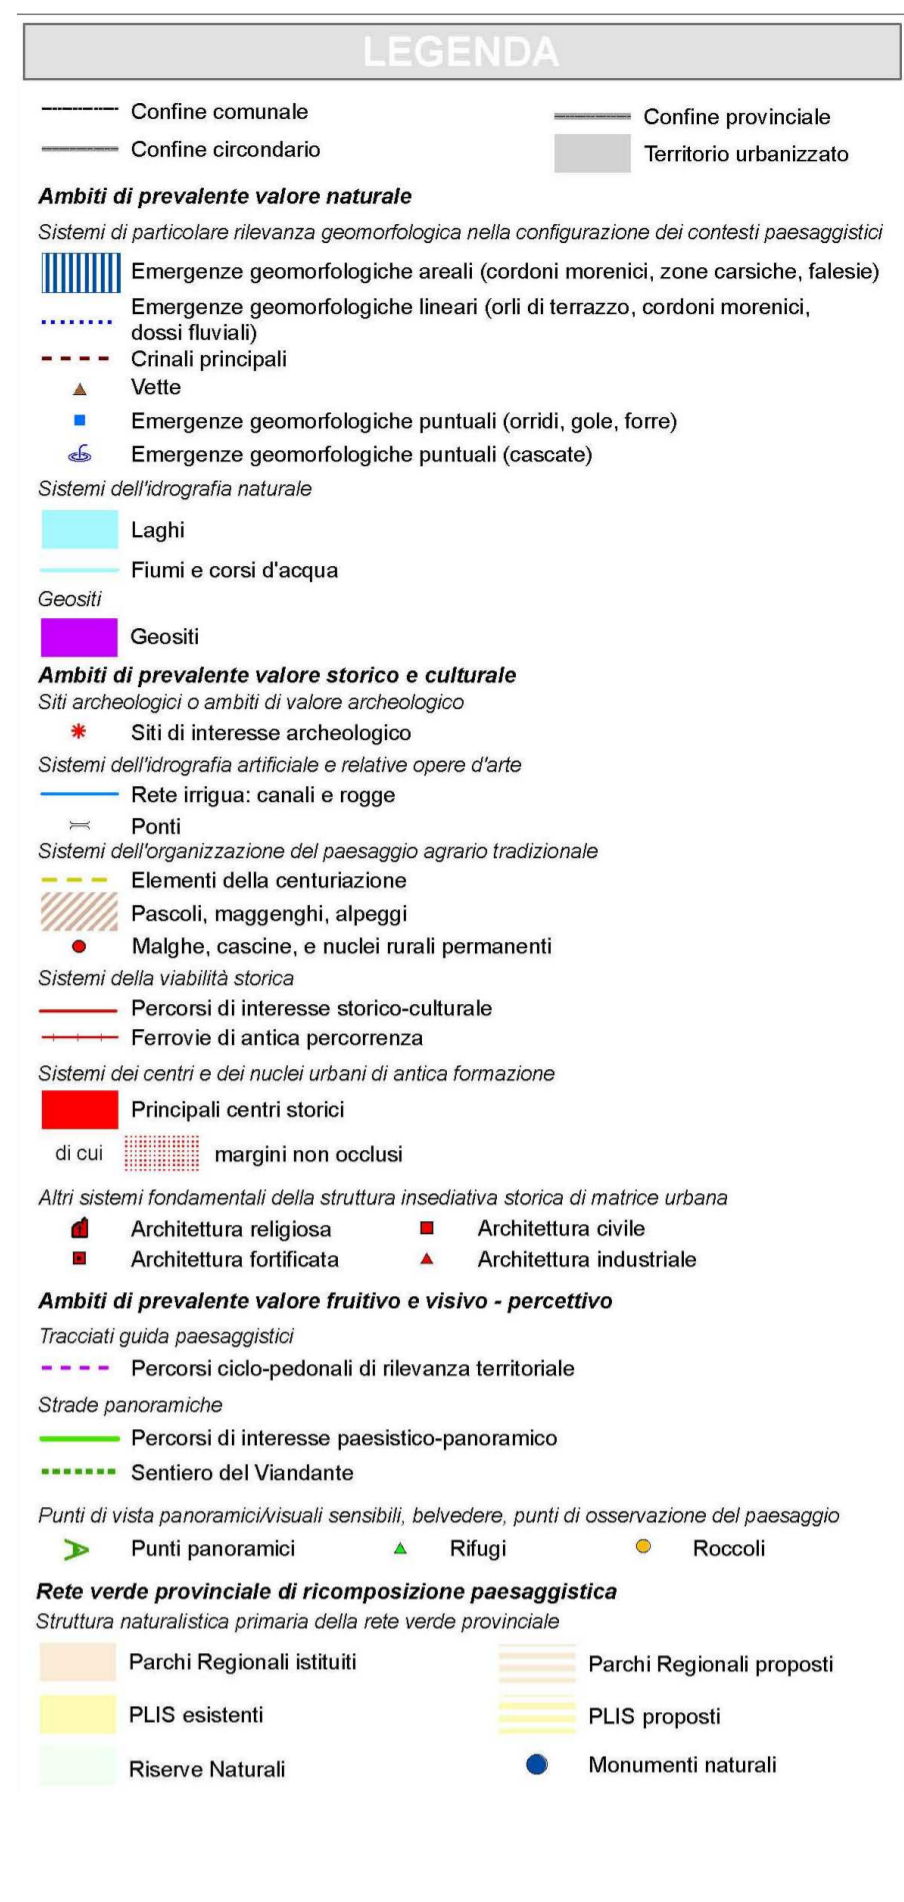 LEGENDA
Confine comunale
Confine provinciale
Confine circondario
Territorio urbanizzato
Ambiti di prevalente valore naturale
Sistemi di particolare rilevanza geomorfologica nella configurazione dei contesti paesaggistici
Emergenze geomorfologiche areali (cordoni morenici, zone carsiche, falesie)
Emergenze geomorfologiche lineari (orli di terrazzo, cordoni morenici,
dossi fluviali)
Crinali principali
Vette
Emergenze geomorfologiche puntuali (orridi, gole, forre)
Emergenze geomorfologiche puntuali (cascate)
Sistemi dell'idrografia naturale
Laghi
Fiumi e corsi d'acqua
Geositi
Geositi
Ambiti di prevalente valore storico e culturale
Siti archeologici o ambiti di valore archeologico
Siti di interesse archeologico
Sistemi dell'idrografia artificiale e relative opere d'arte
Rete irrigua: canali e rogge
Ponti
Sistemi dell'organizzazione del paesaggio agrario tradizionale
Elementi della centuriazione
Pascoli, maggenghi, alpeggi
Malghe, cascine, e nuclei rurali permanenti
Sistemi della viabilità storica
Percorsi di interesse storico-culturale
Ferrovie di antica percorrenza
Sistemi dei centri e dei nuclei urbani di antica formazione
Principali centri storici
di cui margini non occlusi
Altri sistemi fondamentali della struttura insediativa storica di matrice urbana
Architettura religiosa Architettura civile
Architettura fortificata Architettura industriale
Ambiti di prevalente valore fruitivo e visivo - percettivo
Tracciati guida paesaggistici
Percorsi ciclo-pedonali di rilevanza territoriale
Strade panoramiche
Percorsi di interesse paesistico-panoramico
Sentiero del Viandante
Punti di vista panoramici/visuali sensibili, belvedere, punti di osservazione del paesaggio
Punti panoramici Rifugi Roccoli
Rete verde provinciale di ricomposizione paesaggistica
Struttura naturalistica primaria della rete verde provinciale
Parchi Regionali istituiti Parchi Regionali proposti
PLIS esistenti PLIS proposti
Riserve Naturali Monumenti naturali